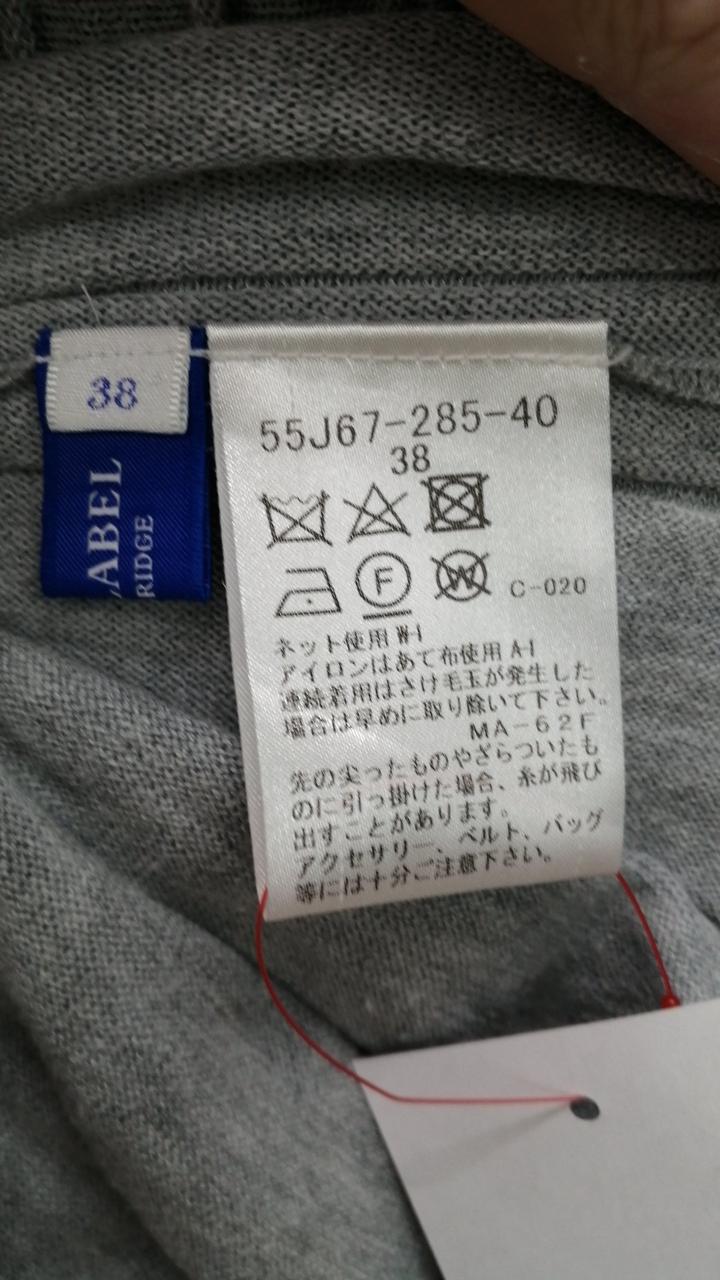 38
LABEL
RIDGE
55J67-285-40
38
F
W
C-020
ネット使用 W-I
アイロンはあて布使用 A-I
連続着用はさけ毛玉が発生した
場合は早めに取り除いて下さい。
MA-62F
先の尖ったものやざらついたも
のに引っ掛けた場合、糸が飛び
出すことがあります。
アクセサリー、ベルト、バッグ
等には十分ご注意下さい。